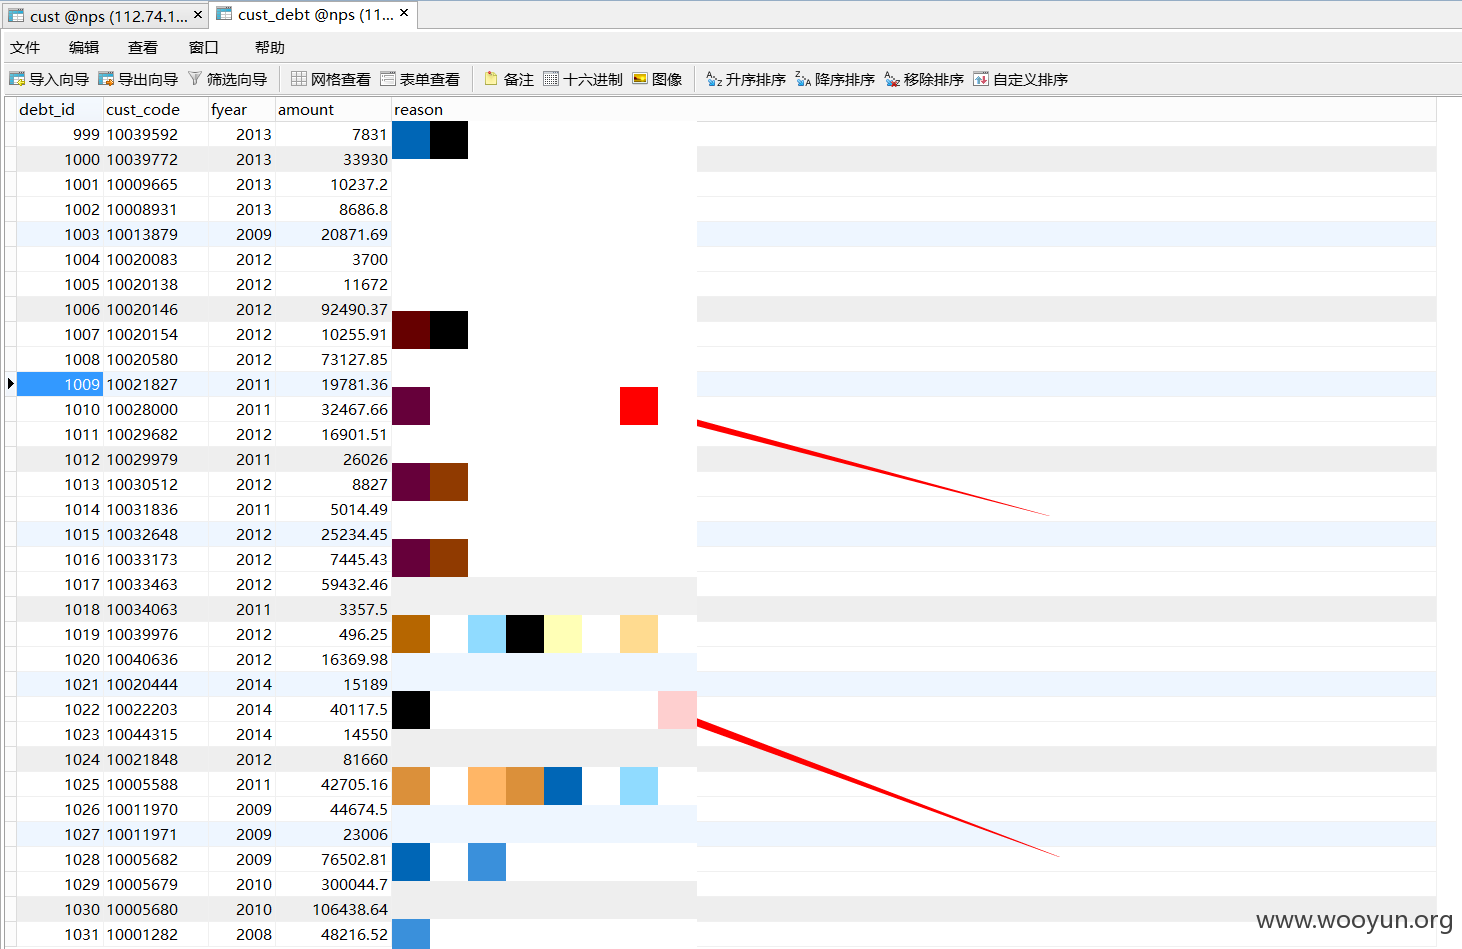 cust @nps (112.74.1... × cust_debt @nps (11... ×
文件 编辑 查看 窗口 帮助
导入向导 导出向导 筛选向导 网格查看 表单查看 备注 十六进制 图像 升序排序 降序排序 移除排序 自定义排序
debt_id cust_code fyear amount reason
999 10039592 2013 7831
1000 10039772 2013 33930
1001 10009665 2013 10237.2
1002 10008931 2013 8686.8
1003 10013879 2009 20871.69
1004 10020083 2012 3700
1005 10020138 2012 11672
1006 10020146 2012 92490.37
1007 10020154 2012 10255.91
1008 10020580 2012 73127.85
1009 10021827 2011 19781.36
1010 10028000 2011 32467.66
1011 10029682 2012 16901.51
1012 10029979 2011 26026
1013 10030512 2012 8827
1014 10031836 2011 5014.49
1015 10032648 2012 25234.45
1016 10033173 2012 7445.43
1017 10033463 2012 59432.46
1018 10034063 2011 3357.5
1019 10039976 2012 496.25
1020 10040636 2012 16369.98
1021 10020444 2014 15189
1022 10022203 2014 40117.5
1023 10044315 2014 14550
1024 10021848 2012 81660
1025 10005588 2011 42705.16
1026 10011970 2009 44674.5
1027 10011971 2009 23006
1028 10005682 2009 76502.81
1029 10005679 2010 300044.7
1030 10005680 2010 106438.64
1031 10001282 2008 48216.52
www.wooyun.org